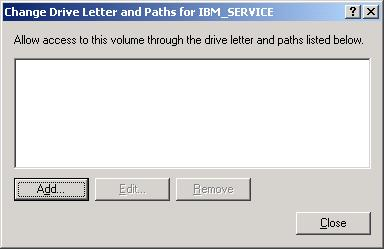 Change Drive Letter and Paths for IBM_SERVICE
Allow access to this volume through the drive letter and paths listed below.
Add... Edit... Remove
Close